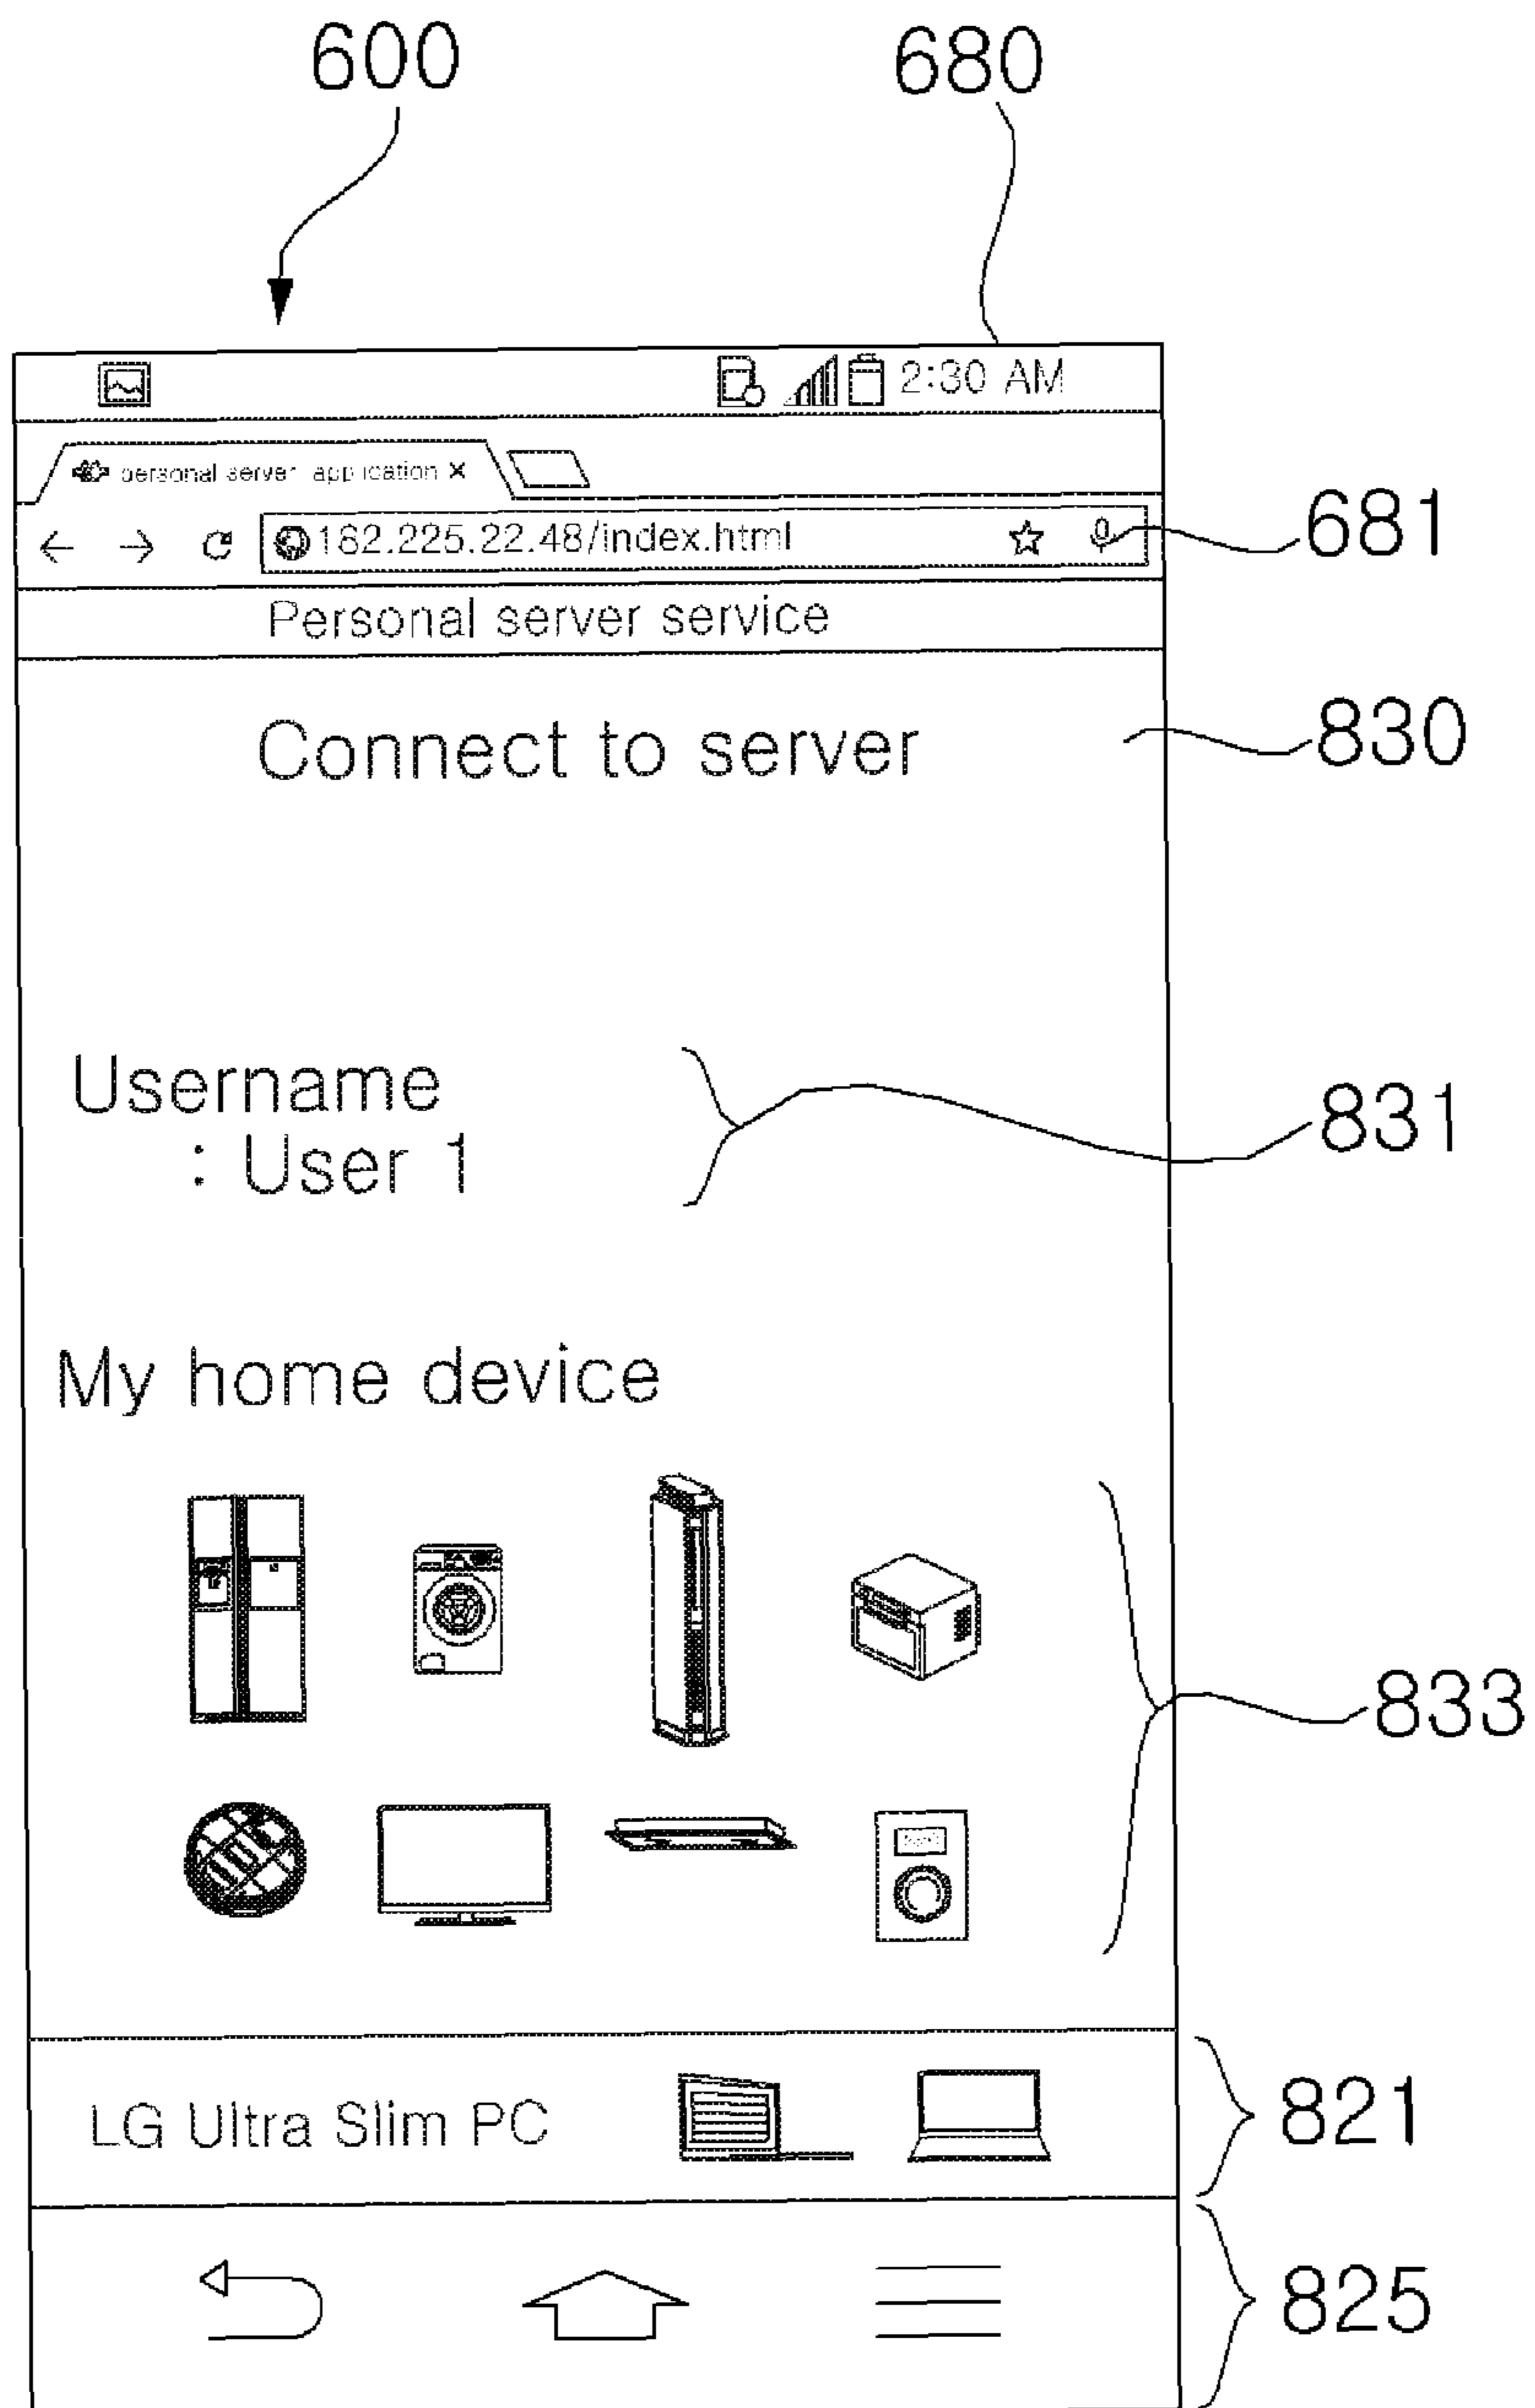 600
680
2:30 AM
personal server application ×
162.225.22.48/index.html
681
Personal server service
Connect to server
830
Username
: User 1
831
My home device
833
LG Ultra Slim PC
821
825